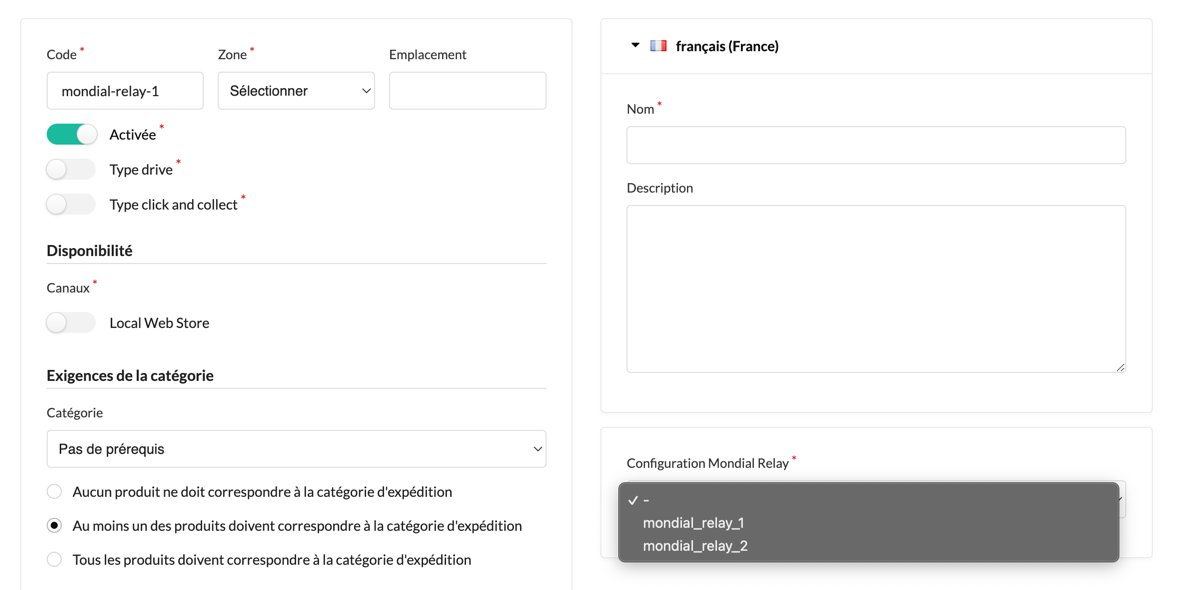 Code *
Zone *
Emplacement
mondial-relay-1
Sélectionner
Activée *
Type drive *
Type click and collect *
Disponibilité
Canaux *
Local Web Store
Exigences de la catégorie
Catégorie
Pas de prérequis
Aucun produit ne doit correspondre à la catégorie d'expédition
Au moins un des produits doivent correspondre à la catégorie d'expédition
Tous les produits doivent correspondre à la catégorie d'expédition
français (France)
Nom *
Description
Configuration Mondial Relay *
-
mondial_relay_1
mondial_relay_2